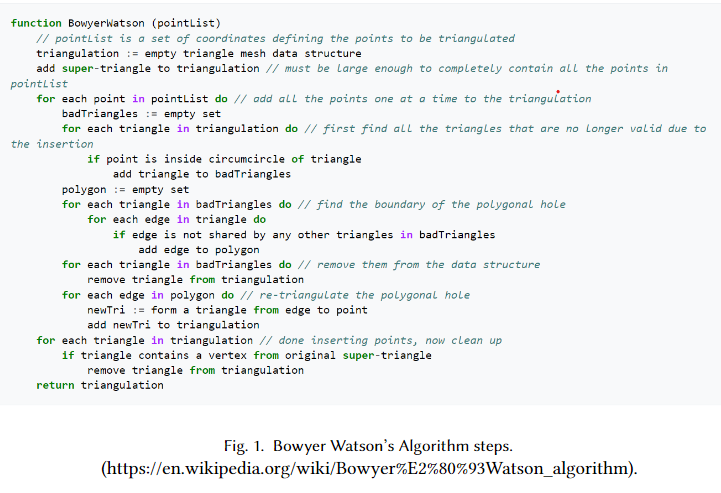 function BowyerWatson (pointList)
// pointList is a set of coordinates defining the points to be triangulated
triangulation := empty triangle mesh data structure
add super-triangle to triangulation // must be large enough to completely contain all the points in
pointList
for each point in pointList do // add all the points one at a time to the triangulation
badTriangles := empty set
for each triangle in triangulation do // first find all the triangles that are no longer valid due to
the insertion
if point is inside circumcircle of triangle
add triangle to badTriangles
polygon := empty set
for each triangle in badTriangles do // find the boundary of the polygonal hole
for each edge in triangle do
if edge is not shared by any other triangles in badTriangles
add edge to polygon
for each triangle in badTriangles do // remove them from the data structure
remove triangle from triangulation
for each edge in polygon do // re-triangulate the polygonal hole
newTri := form a triangle from edge to point
add newTri to triangulation
for each triangle in triangulation // done inserting points, now clean up
if triangle contains a vertex from original super-triangle
remove triangle from triangulation
return triangulation
Fig. 1. Bowyer Watson's Algorithm steps.
(https://en.wikipedia.org/wiki/Bowyer%E2%80%93Watson_algorithm).